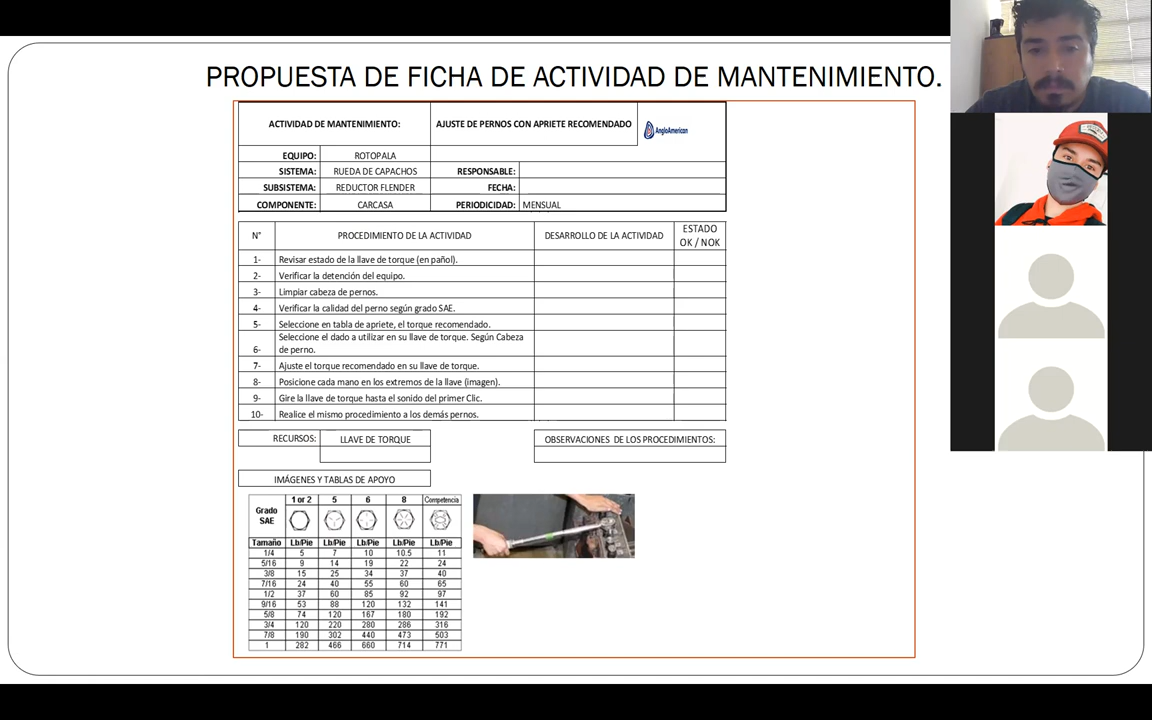 PROPUESTA DE FICHA DE ACTIVIDAD DE MANTENIMIENTO.
ACTIVIDAD DE MANTENIMIENTO: AJUSTE DE PERNOS CON APRIETE RECOMENDADO AngloAmerican
EQUIPO: ROTOPALA
SISTEMA: RUEDA DE CAPACHOS RESPONSABLE:
SUBSISTEMA: REDUCTOR FLENDER FECHA:
COMPONENTE: CARCASA PERIODICIDAD: MENSUAL
N° PROCEDIMIENTO DE LA ACTIVIDAD DESARROLLO DE LA ACTIVIDAD ESTADO
OK / NOK
1- Revisar estado de la llave de torque (en pañol).
2- Verificar la detención del equipo.
3- Limpiar cabeza de pernos.
4- Verificar la calidad del perno según grado SAE.
5- Seleccione en tabla de apriete, el torque recomendado.
Seleccione el dado a utilizar en su llave de torque. Según Cabeza
6- de perno.
7- Ajuste el torque recomendado en su llave de torque.
8- Posicione cada mano en los extremos de la llave (imagen).
9- Gire la llave de torque hasta el sonido del primer Clic.
10- Realice el mismo procedimiento a los demás pernos.
RECURSOS: LLAVE DE TORQUE OBSERVACIONES DE LOS PROCEDIMIENTOS:
IMÁGENES Y TABLAS DE APOYO
Grado
SAE
1 or 2 5 6 8 Competencia
Tamaño Lb/Pie Lb/Pie Lb/Pie Lb/Pie Lb/Pie
1/4 5 7 10 10.5 11
5/16 9 14 19 22 24
3/8 15 25 34 37 40
7/16 24 40 55 60 65
1/2 37 60 85 92 97
9/16 53 88 120 132 141
5/8 74 120 167 180 192
3/4 120 220 280 286 316
7/8 190 302 440 473 503
1 282 466 660 714 771